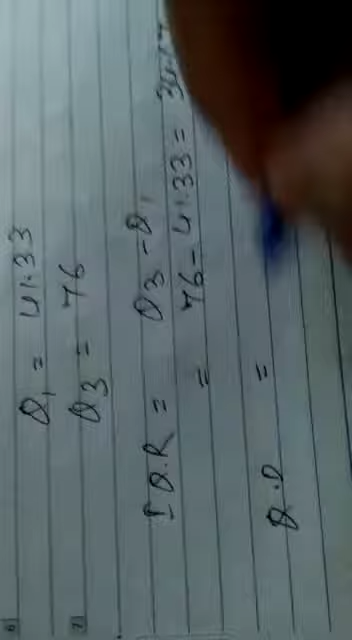 Q₁ = 41.33
Q₃ = 76
I Q.R = Q₃ - Q₁
= 76 - 41.33 =
Q.D =